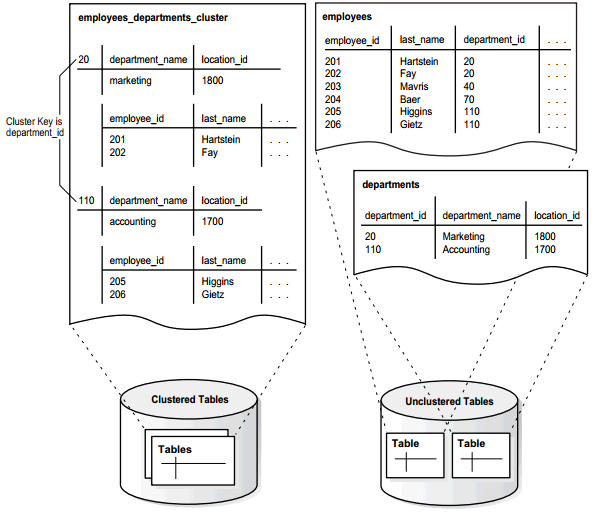 employees_departments_cluster
20 department_name location_id
marketing 1800
Cluster Key is
department_id
employee_id last_name . . .
201 Hartstein . . .
202 Fay . . .
110 department_name location_id
accounting 1700
employee_id last_name . . .
205 Higgins . . .
206 Gietz . . .
employees
employee_id last_name department_id . . .
201 Hartstein 20 . . .
202 Fay 20 . . .
203 Mavris 40 . . .
204 Baer 70 . . .
205 Higgins 110 . . .
206 Gietz 110 . . .
departments
department_id department_name location_id
20 Marketing 1800
110 Accounting 1700
Clustered Tables
Tables
Unclustered Tables
Table Table